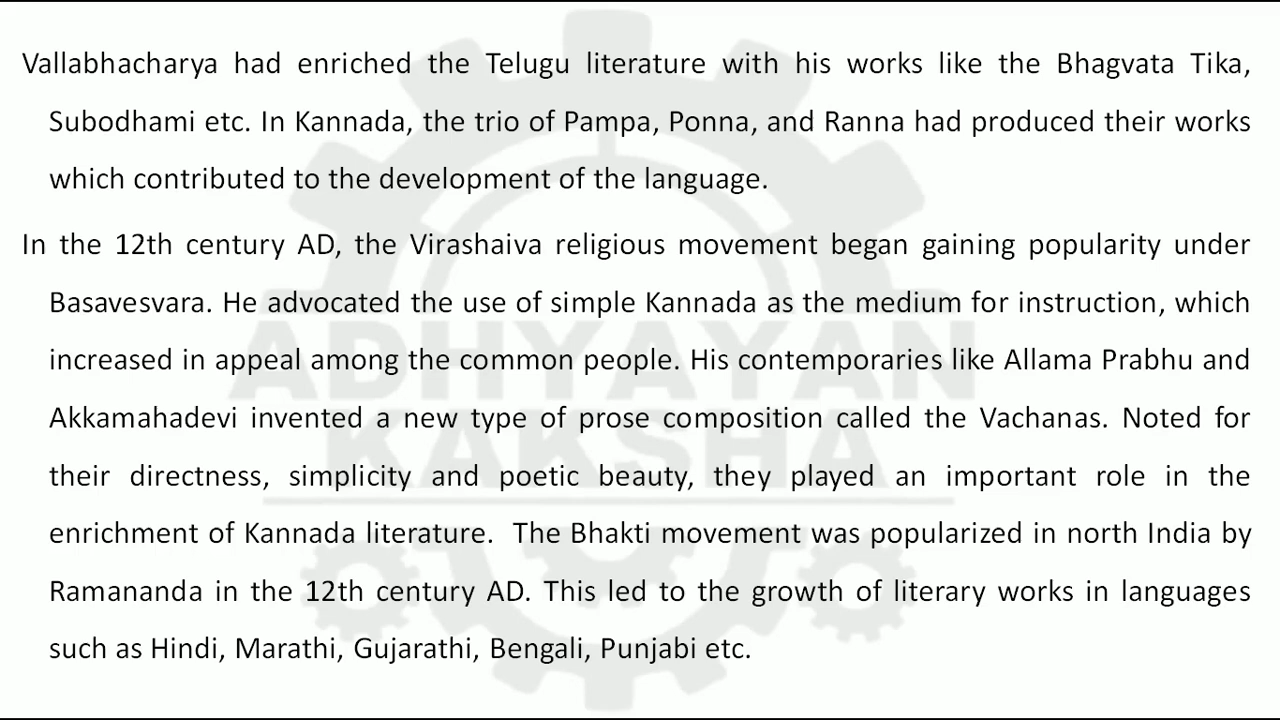 Vallabhacharya had enriched the Telugu literature with his works like the Bhagvata Tika,
Subodhami etc. In Kannada, the trio of Pampa, Ponna, and Ranna had produced their works
which contributed to the development of the language.
In the 12th century AD, the Virashaiva religious movement began gaining popularity under
Basavesvara. He advocated the use of simple Kannada as the medium for instruction, which
increased in appeal among the common people. His contemporaries like Allama Prabhu and
Akkamahadevi invented a new type of prose composition called the Vachanas. Noted for
their directness, simplicity and poetic beauty, they played an important role in the
enrichment of Kannada literature.  The Bhakti movement was popularized in north India by
Ramananda in the 12th century AD. This led to the growth of literary works in languages
such as Hindi, Marathi, Gujarathi, Bengali, Punjabi etc.
ADHYAYAN
KAKSHA